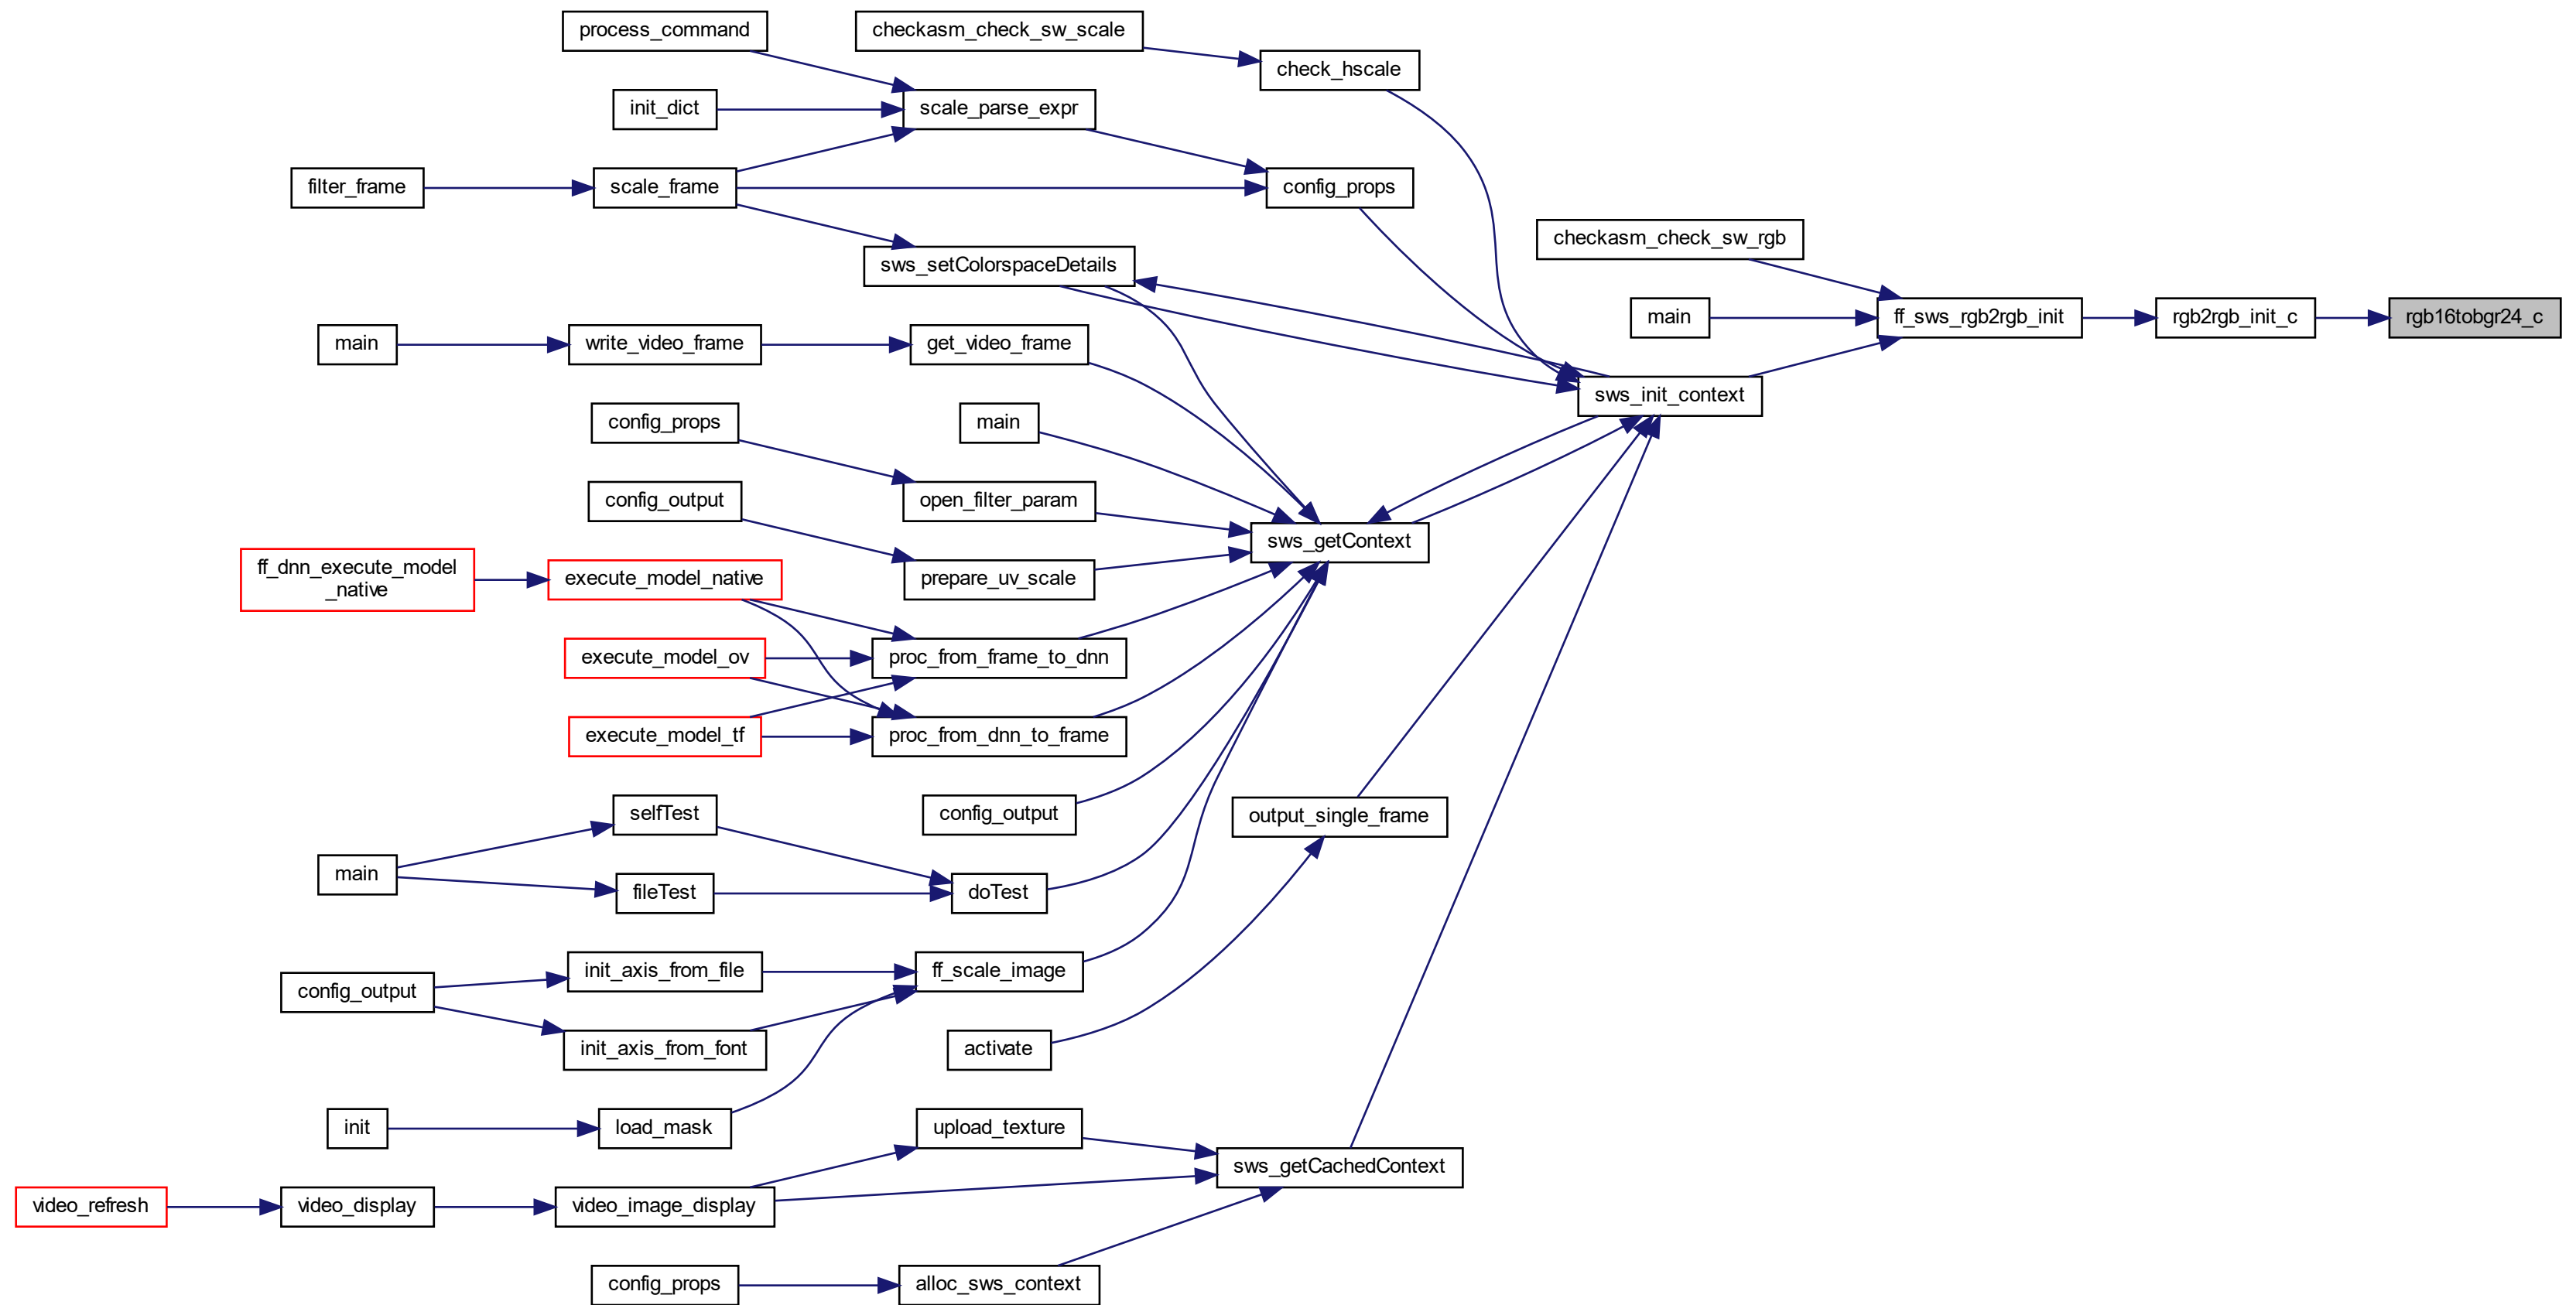 process_command
checkasm_check_sw_scale
check_hscale
init_dict
scale_parse_expr
filter_frame
scale_frame
config_props
checkasm_check_sw_rgb
sws_setColorspaceDetails
main
ff_sws_rgb2rgb_init
rgb2rgb_init_c
rgb16tobgr24_c
main
write_video_frame
get_video_frame
sws_init_context
config_props
main
config_output
open_filter_param
sws_getContext
ff_dnn_execute_model
_native
execute_model_native
prepare_uv_scale
execute_model_ov
proc_from_frame_to_dnn
execute_model_tf
proc_from_dnn_to_frame
selfTest
config_output
output_single_frame
main
fileTest
doTest
config_output
init_axis_from_file
ff_scale_image
init_axis_from_font
activate
init
load_mask
upload_texture
sws_getCachedContext
video_refresh
video_display
video_image_display
config_props
alloc_sws_context